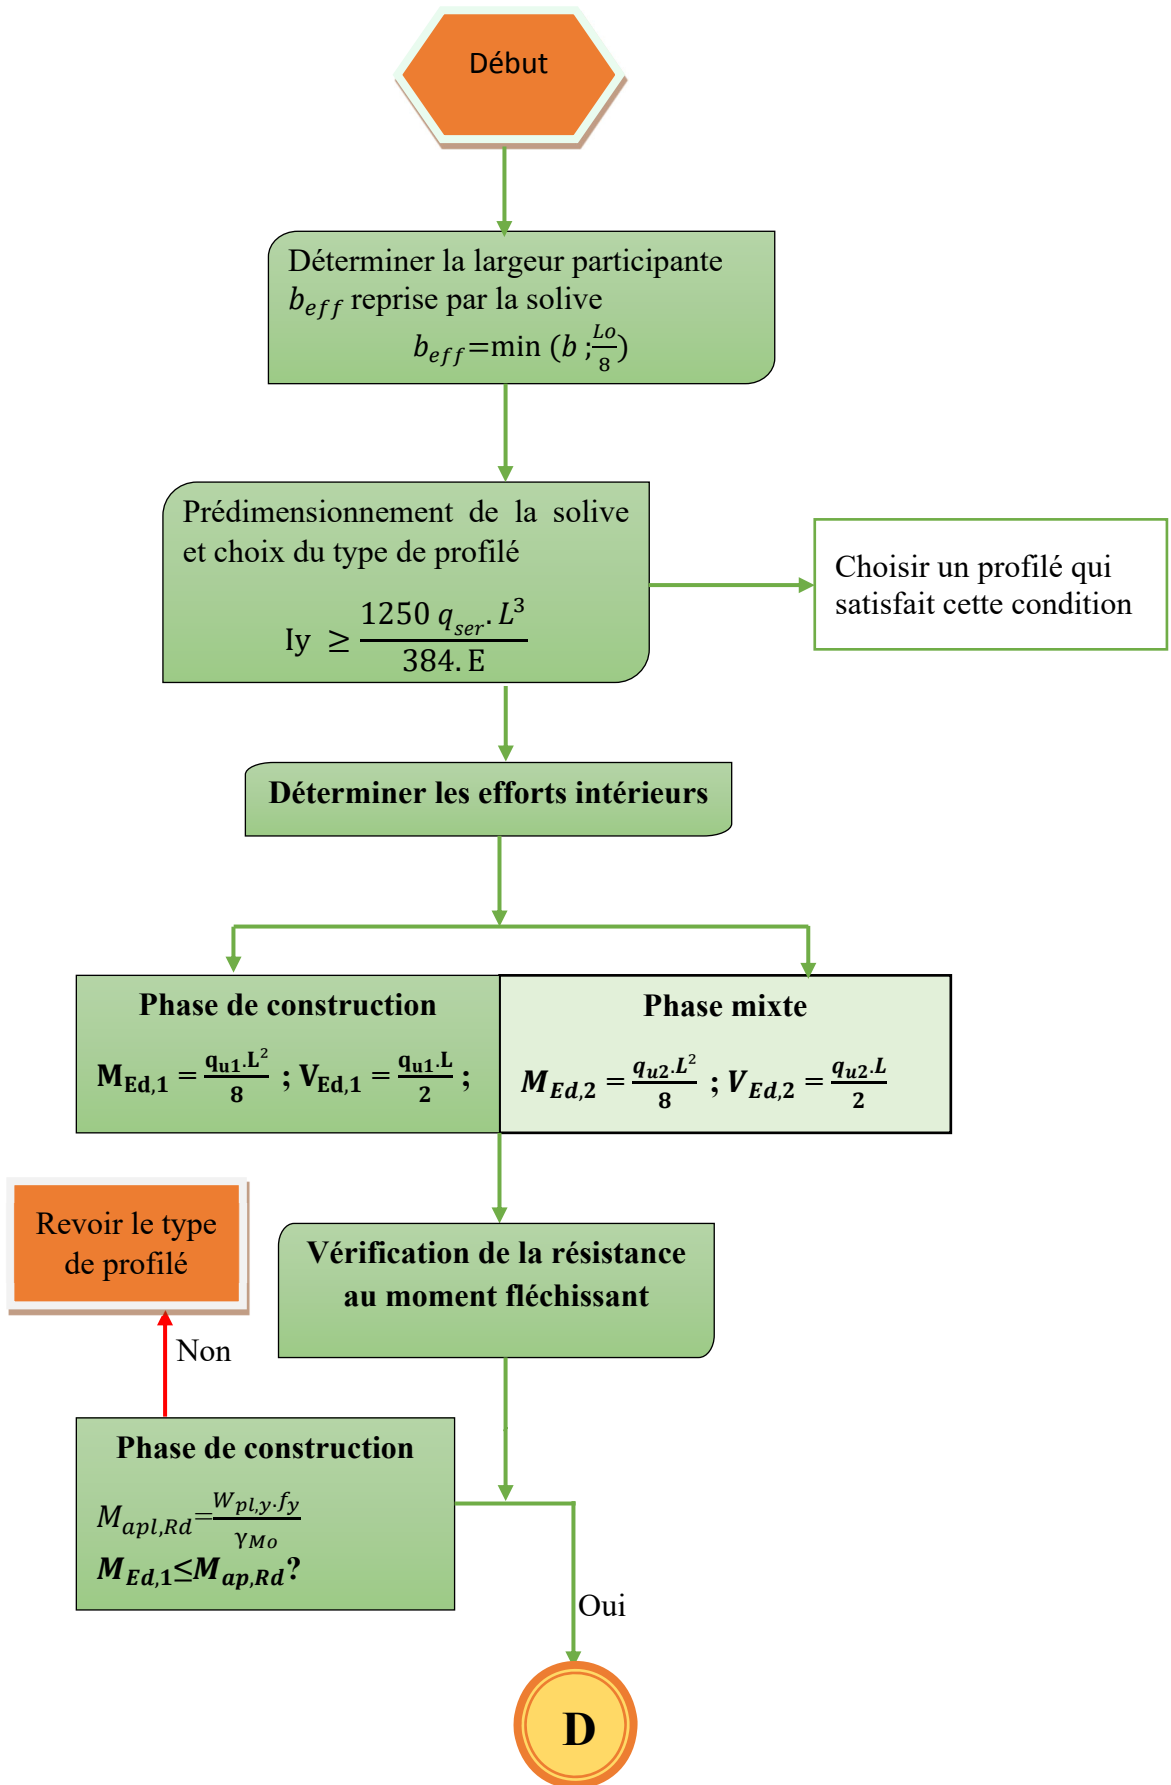 Début
Déterminer la largeur participante
b_eff reprise par la solive
b_eff=min (b ;Lo/8)
Prédimensionnement de la solive
et choix du type de profilé
Iy ≥ 1250 q_ser. L³ / 384. E
Choisir un profilé qui
satisfait cette condition
Déterminer les efforts intérieurs
Phase de construction
M_Ed,1 = q_u1.L²/8 ; V_Ed,1 = q_u1.L/2 ;
Phase mixte
M_Ed,2 = q_u2.L²/8 ; V_Ed,2 = q_u2.L/2
Revoir le type
de profilé
Vérification de la résistance
au moment fléchissant
Non
Phase de construction
M_apl,Rd=W_pl,y.f_y/γ_Mo
M_Ed,1≤M_ap,Rd?
Oui
D